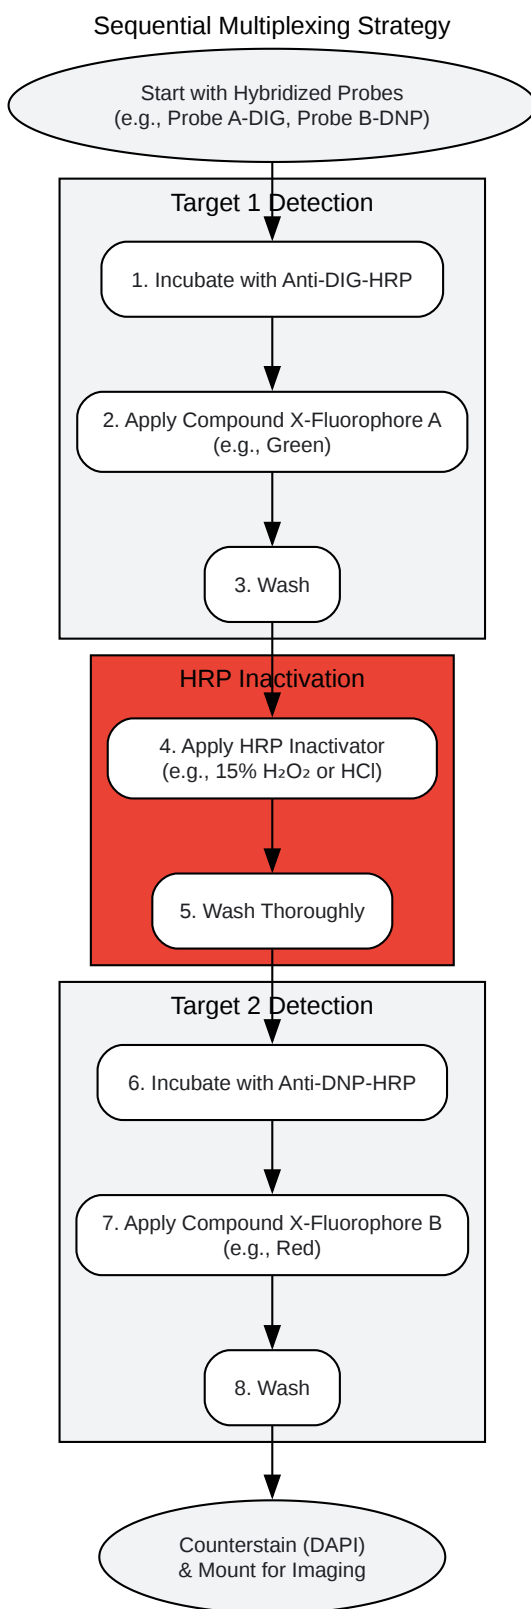 Sequential Multiplexing Strategy
Start with Hybridized Probes
(e.g., Probe A-DIG, Probe B-DNP)
Target 1 Detection
1. Incubate with Anti-DIG-HRP
2. Apply Compound X-Fluorophore A
(e.g., Green)
3. Wash
HRP Inactivation
4. Apply HRP Inactivator
(e.g., 15% H₂O₂ or HCl)
5. Wash Thoroughly
Target 2 Detection
6. Incubate with Anti-DNP-HRP
7. Apply Compound X-Fluorophore B
(e.g., Red)
8. Wash
Counterstain (DAPI)
& Mount for Imaging